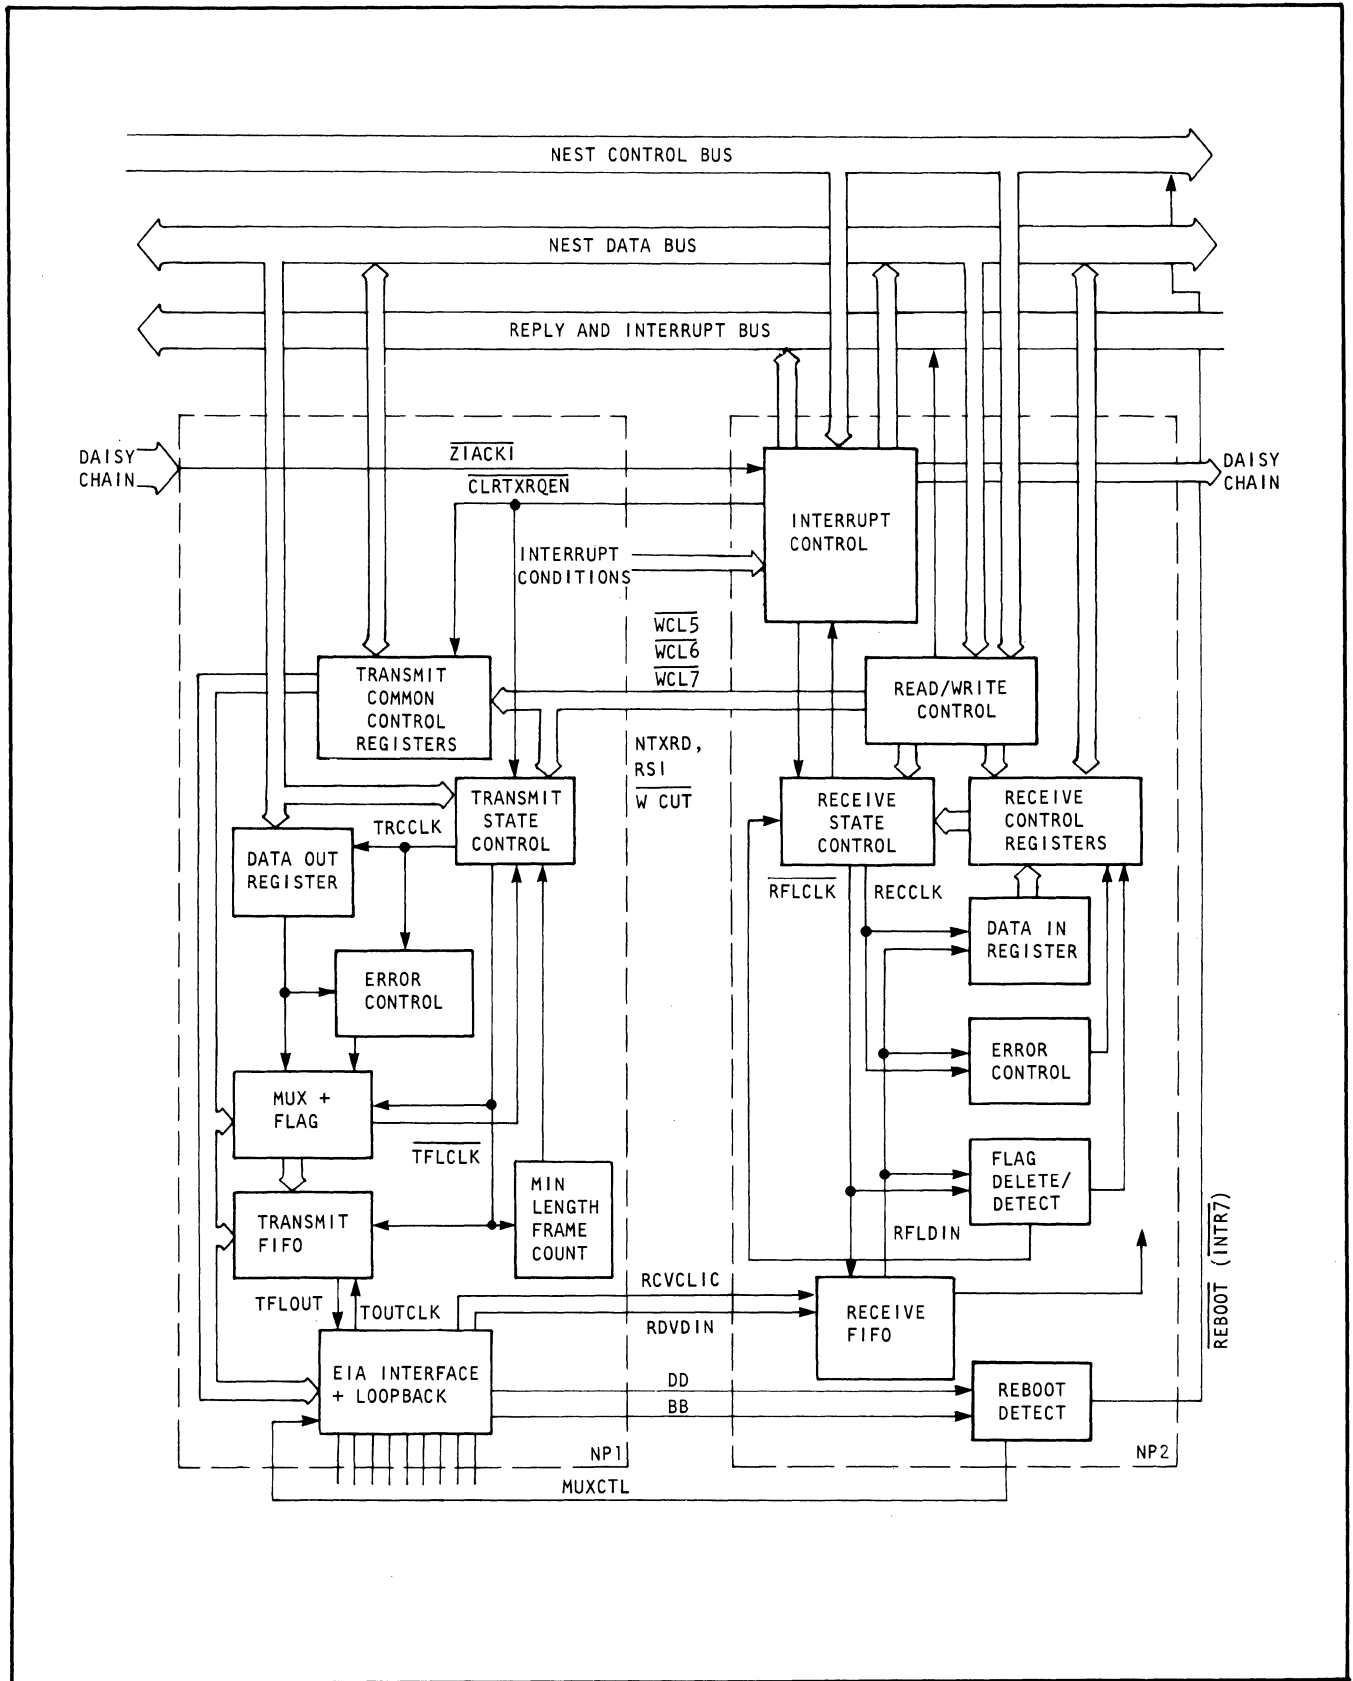 NEST CONTROL BUS
NEST DATA BUS
REPLY AND INTERRUPT BUS
DAISY
CHAIN
ZIACKI
CLRTXRQEN
INTERRUPT
CONDITIONS
INTERRUPT
CONTROL
DAISY
CHAIN
WCL5
WCL6
WCL7
TRANSMIT
COMMON
CONTROL
REGISTERS
READ/WRITE
CONTROL
NTXRD,
RSI
W CUT
TRANSMIT
STATE
CONTROL
RECEIVE
STATE
CONTROL
RECEIVE
CONTROL
REGISTERS
TRCCLK
DATA OUT
REGISTER
RFLCLK
RECCLK
DATA IN
REGISTER
ERROR
CONTROL
ERROR
CONTROL
MUX +
FLAG
TFLCLK
MIN
LENGTH
FRAME
COUNT
FLAG
DELETE/
DETECT
TRANSMIT
FIFO
RFLDIN
REBOOT (INTR7)
TFLOUT
TOUTCLK
RCVCLIC
RDVDIN
RECEIVE
FIFO
EIA INTERFACE
+ LOOPBACK
DD
BB
REBOOT
DETECT
NP1
NP2
MUXCTL